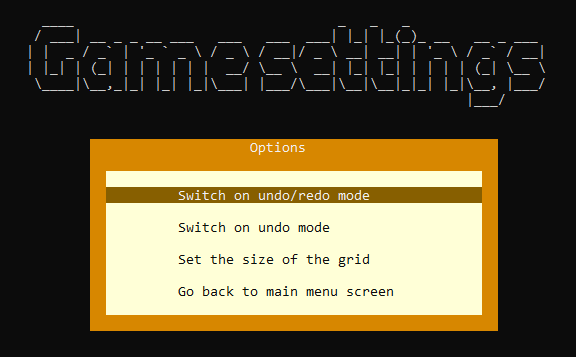 Gamesettings
Options
Switch on undo/redo mode
Switch on undo mode
Set the size of the grid
Go back to main menu screen